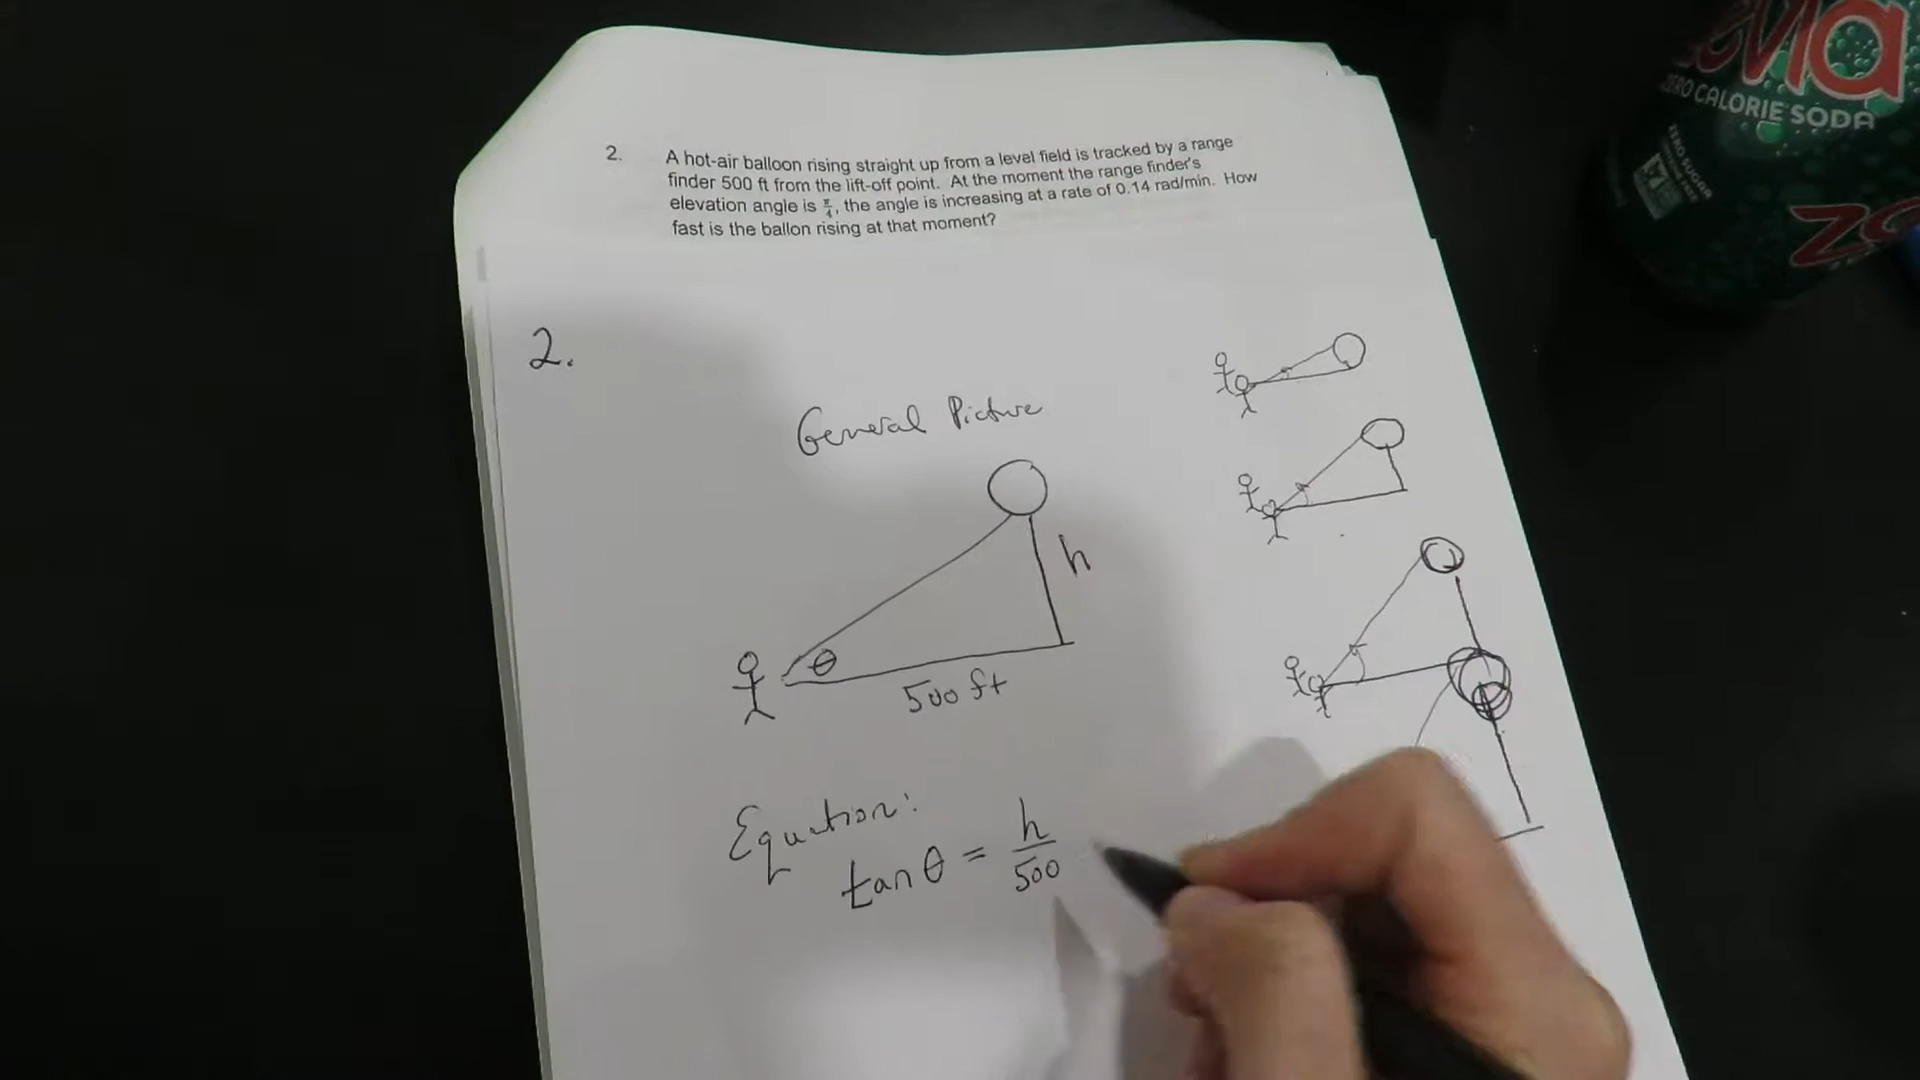 evia
ZERO CALORIE SODA
ZERO SUGAR
2. A hot-air balloon rising straight up from a level field is tracked by a range
finder 500 ft from the lift-off point. At the moment the range finder's
elevation angle is π/4, the angle is increasing at a rate of 0.14 rad/min. How
fast is the ballon rising at that moment?
2.
General Picture
h
θ
500 ft
Equation:
tan θ = h/500